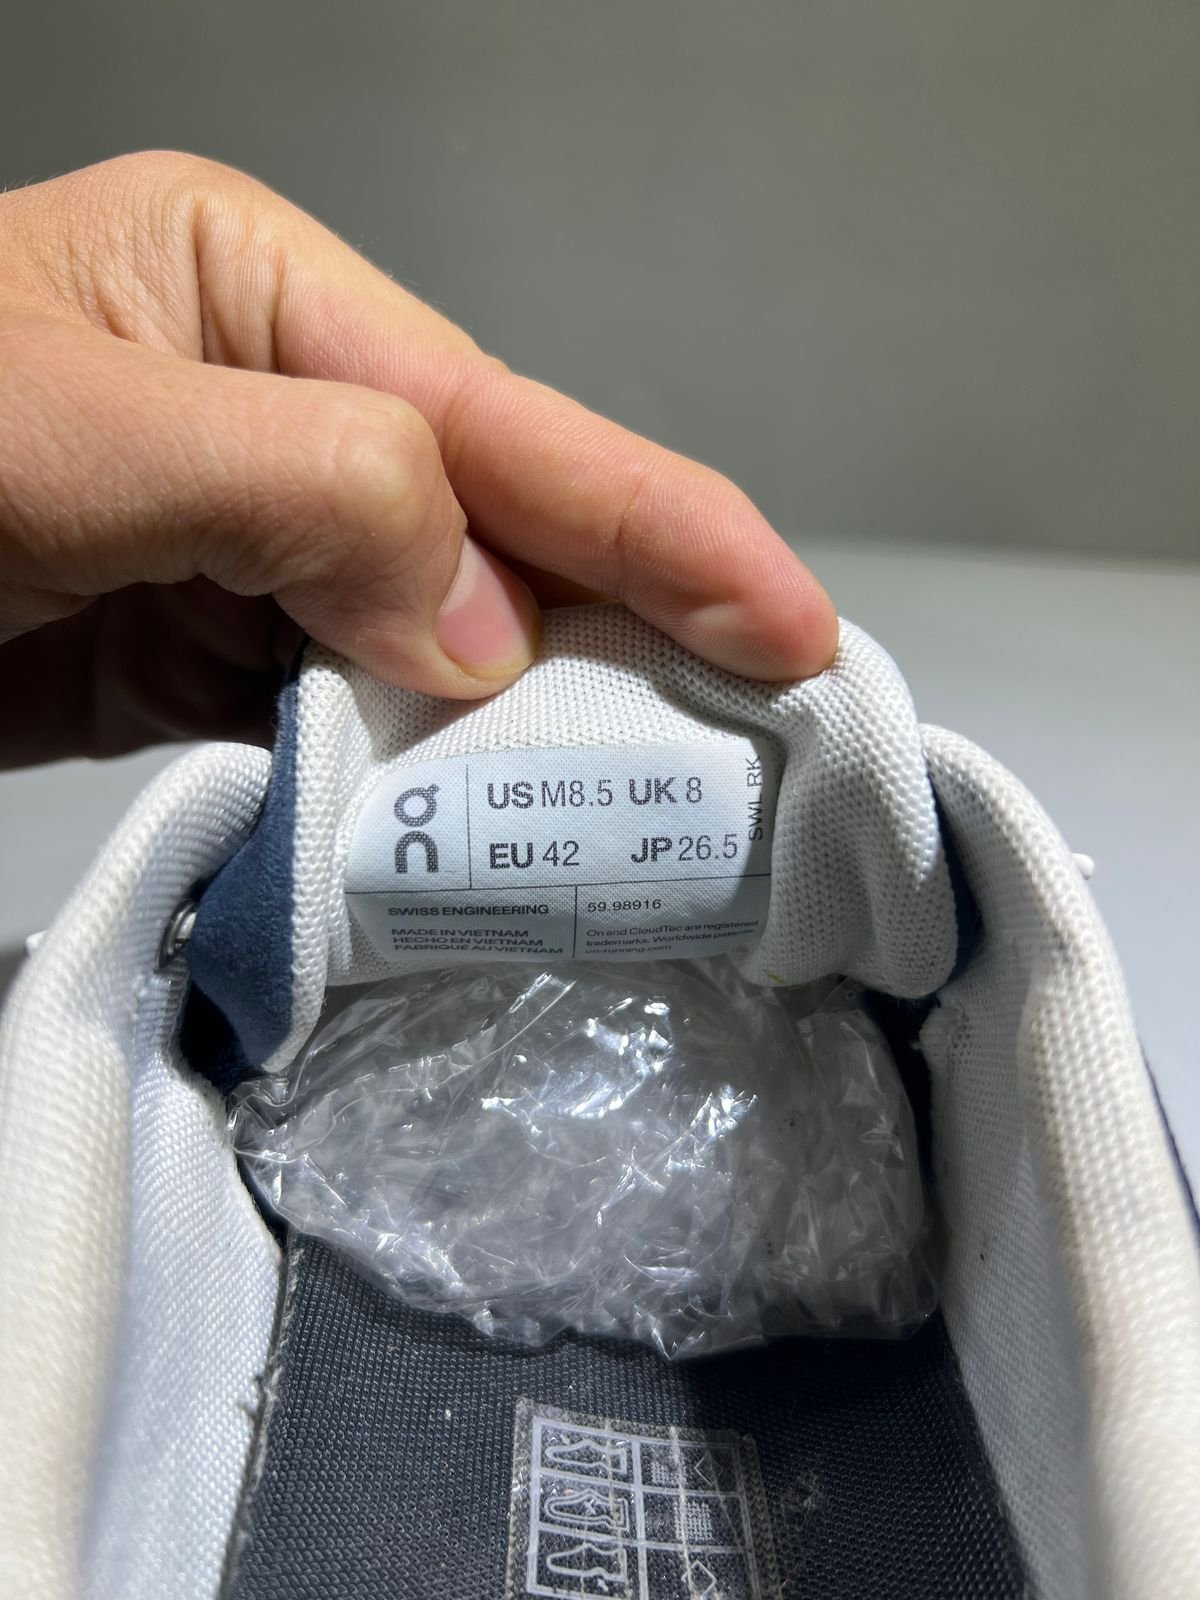 On
US M8.5 UK 8
EU 42 JP 26.5
SWL RK
SWISS ENGINEERING
MADE IN VIETNAM
HECHO EN VIETNAM
FABRIQUÉ AU VIETNAM
59.98916
On and CloudTec are registered
trademarks. Worldwide patents.
on-running.com